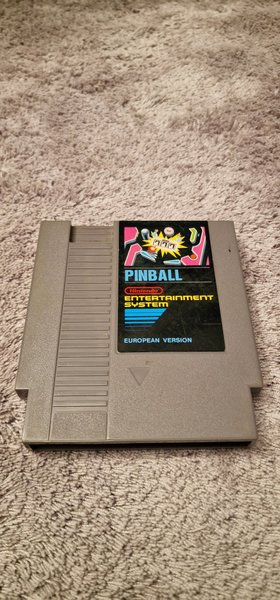 PINBALL
Nintendo
ENTERTAINMENT
SYSTEM
EUROPEAN VERSION